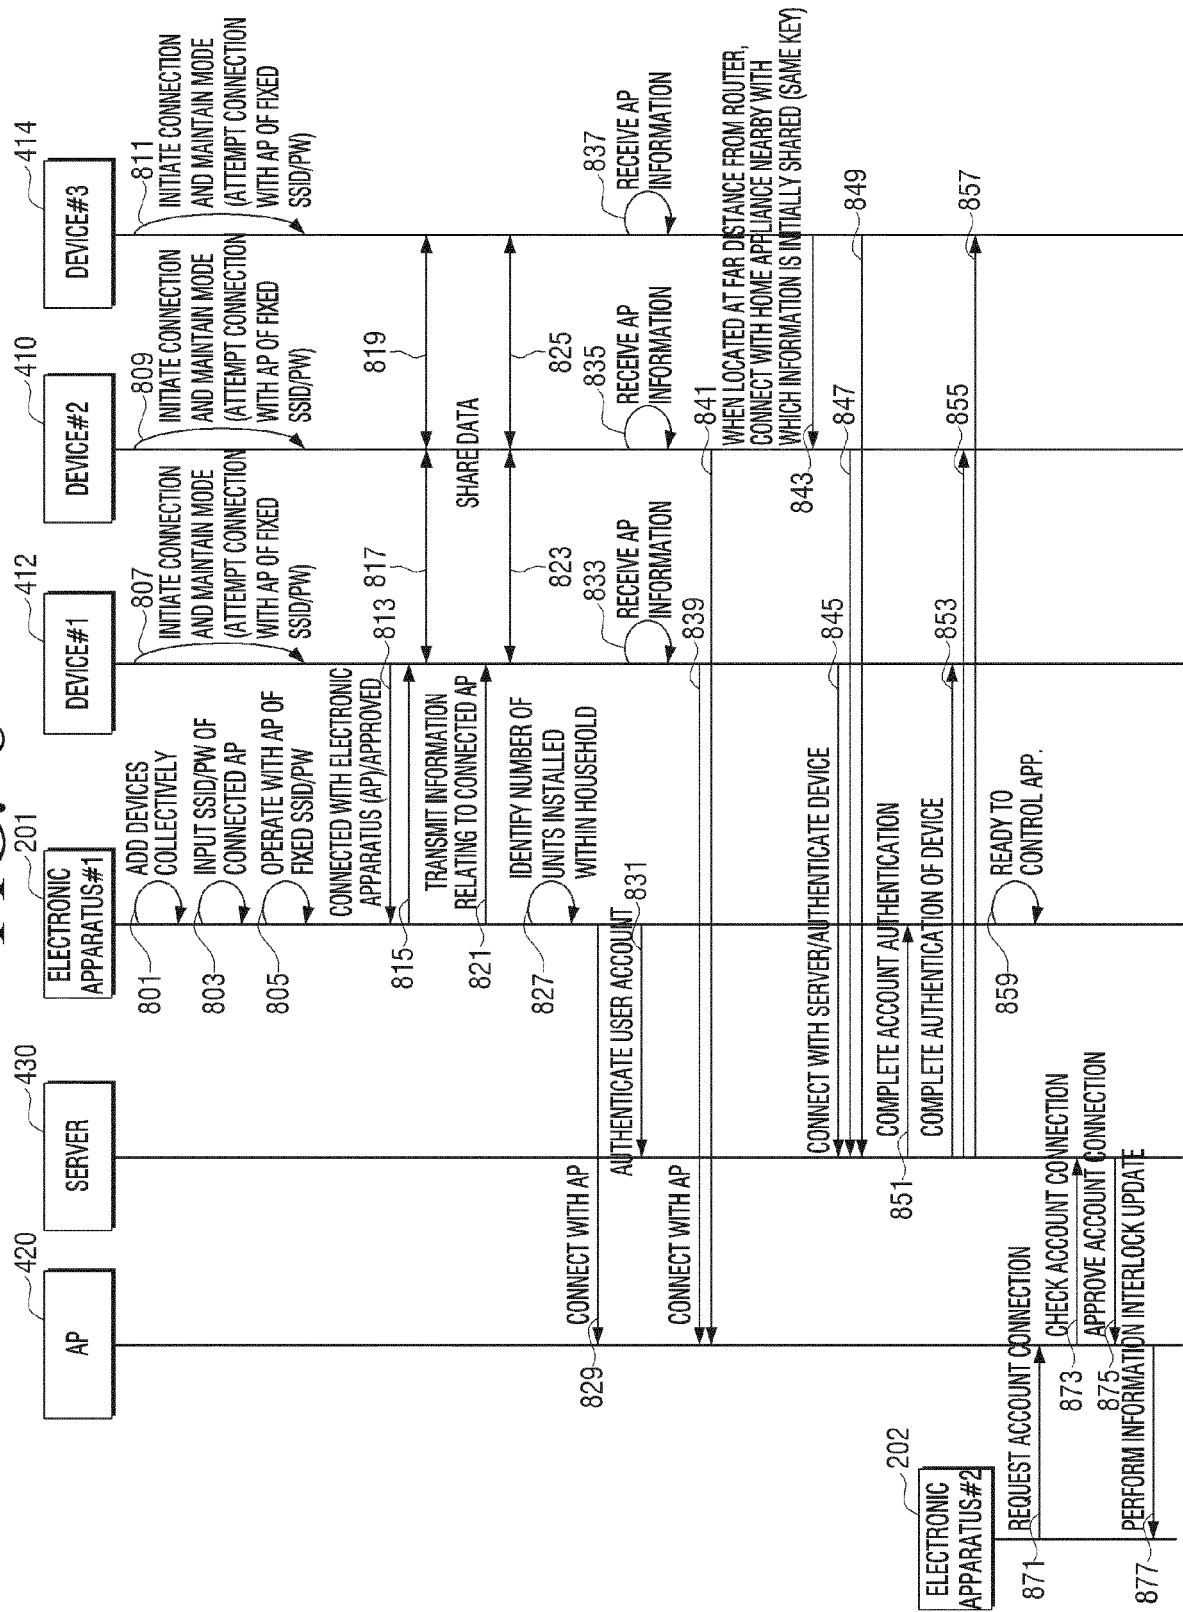 ELECTRONIC
APPARATUS#2
202
AP
420
SERVER
430
ELECTRONIC
APPARATUS#1
201
DEVICE#1
412
DEVICE#2
410
DEVICE#3
414
801
ADD DEVICES
COLLECTIVELY
803
INPUT SSID/PW OF
CONNECTED AP
805
OPERATE WITH AP OF
FIXED SSID/PW
807
INITIATE CONNECTION
AND MAINTAIN MODE
(ATTEMPT CONNECTION
WITH AP OF FIXED
SSID/PW)
809
INITIATE CONNECTION
AND MAINTAIN MODE
(ATTEMPT CONNECTION
WITH AP OF FIXED
SSID/PW)
811
INITIATE CONNECTION
AND MAINTAIN MODE
(ATTEMPT CONNECTION
WITH AP OF FIXED
SSID/PW)
CONNECTED WITH ELECTRONIC
APPARATUS (AP)/APPROVED
813
815
817
819
TRANSMIT INFORMATION
RELATING TO CONNECTED AP
821
SHARE DATA
823
825
827
IDENTIFY NUMBER OF
UNITS INSTALLED
WITHIN HOUSEHOLD
CONNECT WITH AP
829
AUTHENTICATE USER ACCOUNT
831
833
RECEIVE AP
INFORMATION
835
RECEIVE AP
INFORMATION
837
RECEIVE AP
INFORMATION
CONNECT WITH AP
839
841
WHEN LOCATED AT FAR DISTANCE FROM ROUTER,
CONNECT WITH HOME APPLIANCE NEARBY WITH
WHICH INFORMATION IS INITIALLY SHARED (SAME KEY)
843
CONNECT WITH SERVER/AUTHENTICATE DEVICE
845
847
849
COMPLETE ACCOUNT AUTHENTICATION
851
COMPLETE AUTHENTICATION OF DEVICE
853
855
857
859
READY TO
CONTROL APP.
REQUEST ACCOUNT CONNECTION
871
CHECK ACCOUNT CONNECTION
873
APPROVE ACCOUNT CONNECTION
875
PERFORM INFORMATION INTERLOCK UPDATE
877